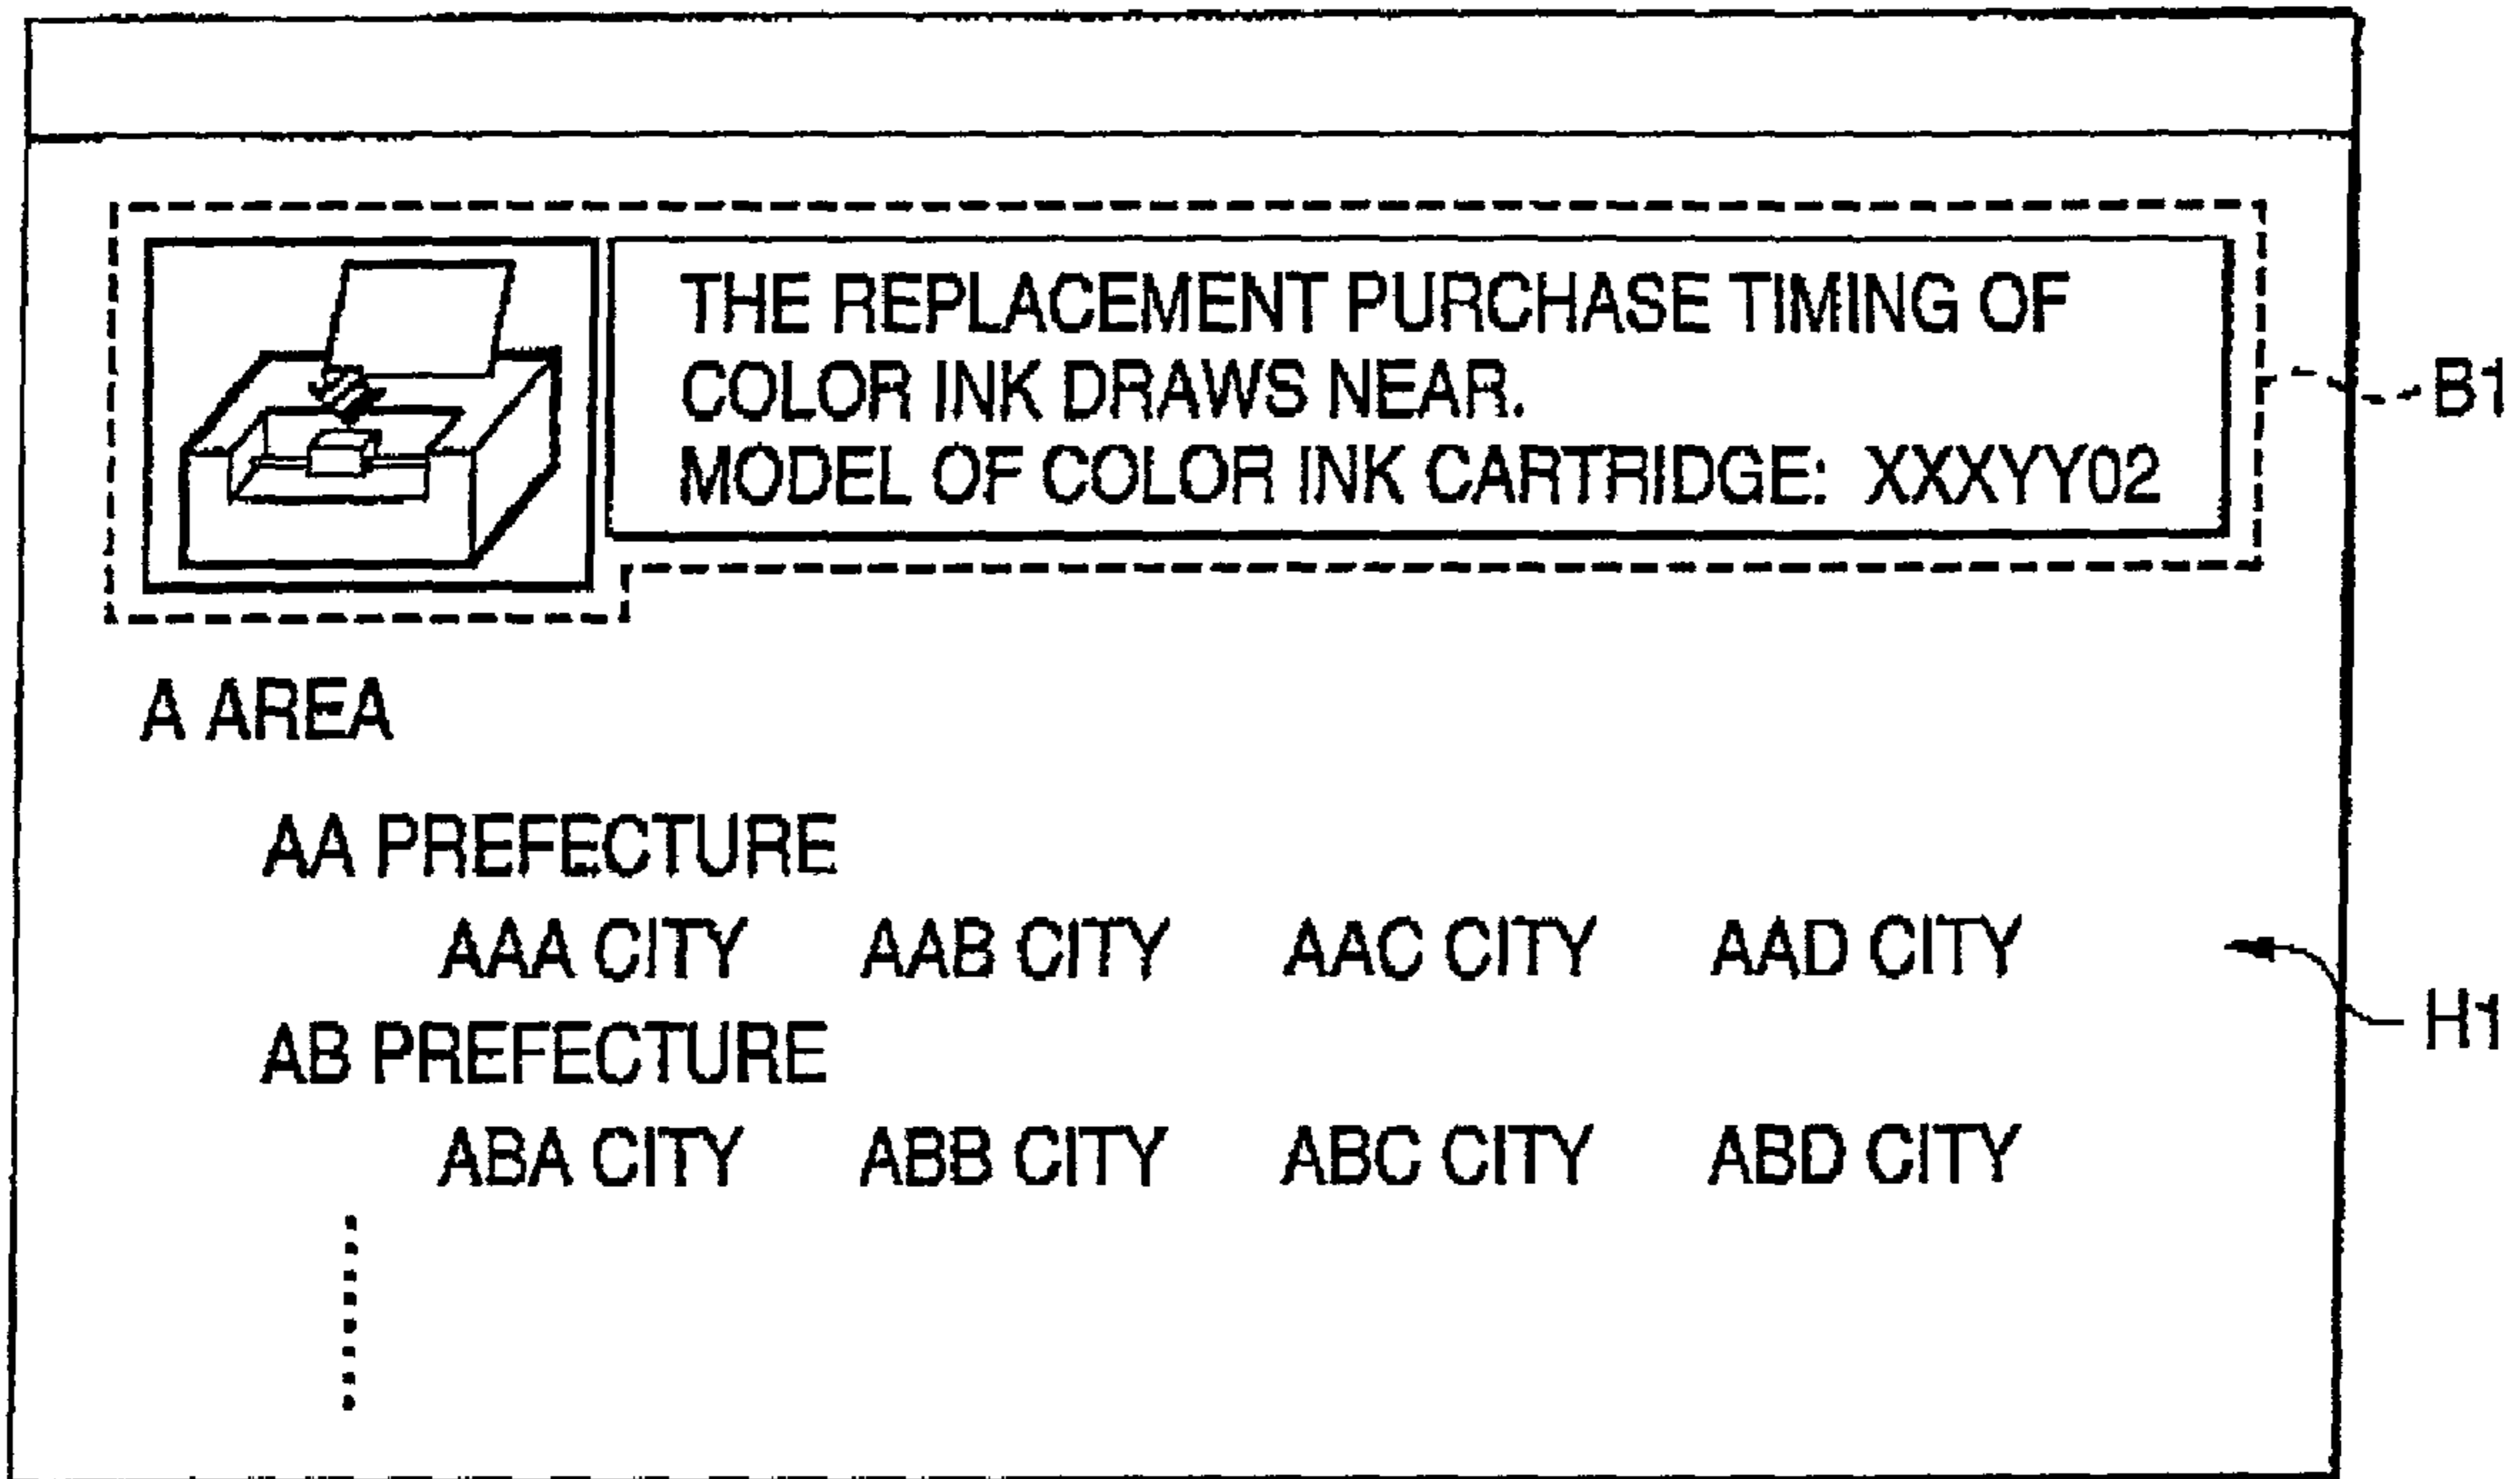 THE REPLACEMENT PURCHASE TIMING OF
COLOR INK DRAWS NEAR.
MODEL OF COLOR INK CARTRIDGE: XXXYY02
B1
A AREA
AA PREFECTURE
AAA CITY AAB CITY AAC CITY AAD CITY
H1
AB PREFECTURE
ABA CITY ABB CITY ABC CITY ABD CITY